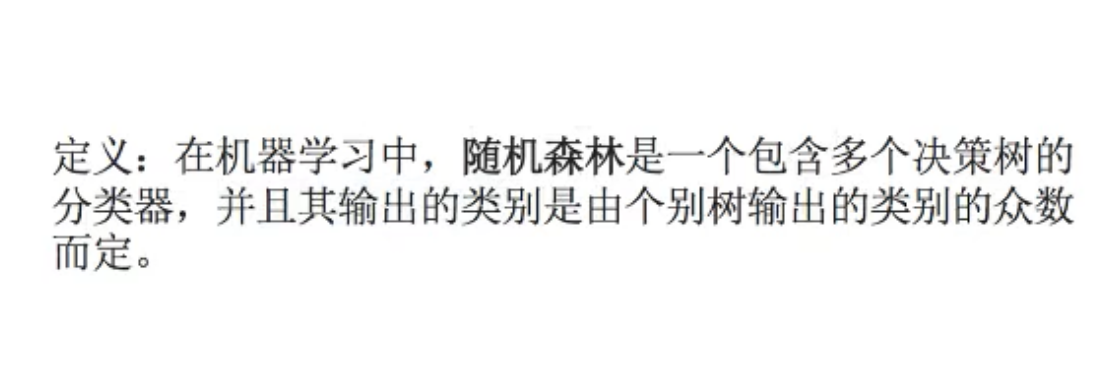 定义：在机器学习中，随机森林是一个包含多个决策树的
分类器，并且其输出的类别是由个别树输出的类别的众数
而定。